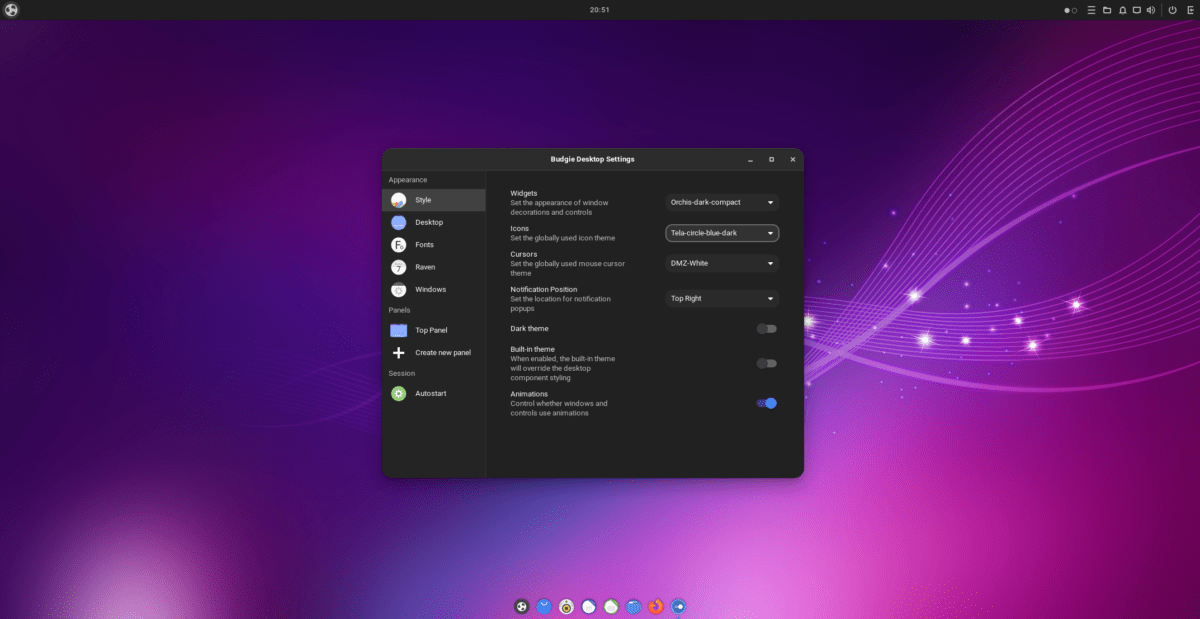 20:51
Budgie Desktop Settings
Appearance
Style
Desktop
Fonts
Raven
Windows
Panels
Top Panel
Create new panel
Session
Autostart
Widgets
Set the appearance of window
decorations and controls
Orchis-dark-compact
Icons
Set the globally used icon theme
Tela-circle-blue-dark
Cursors
Set the globally used mouse cursor
theme
DMZ-White
Notification Position
Set the location for notification
popups
Top Right
Dark theme
Built-in theme
When enabled, the built-in theme
will override the desktop
component styling
Animations
Control whether windows and
controls use animations